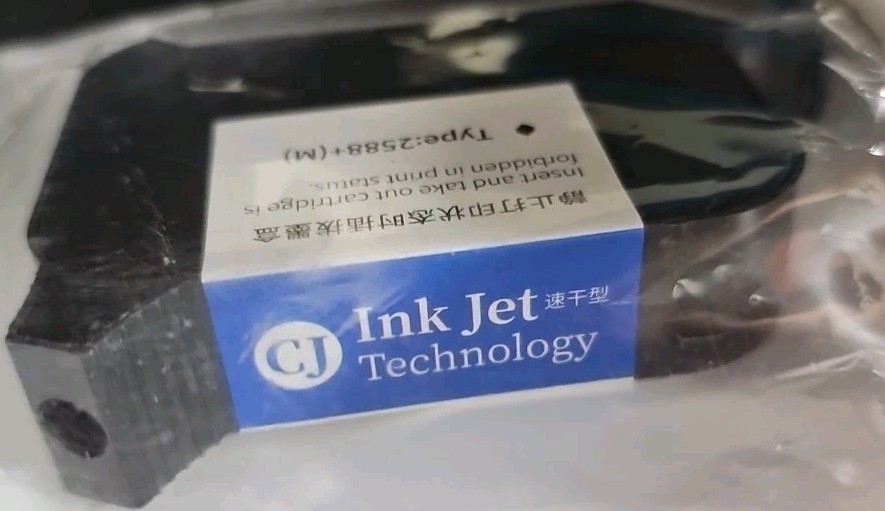 Type:2588+(M)
Insert and take out cartridge is
forbidden in print status.
静止打印状态时插拔墨盒
CJ Ink Jet 速干型
Technology